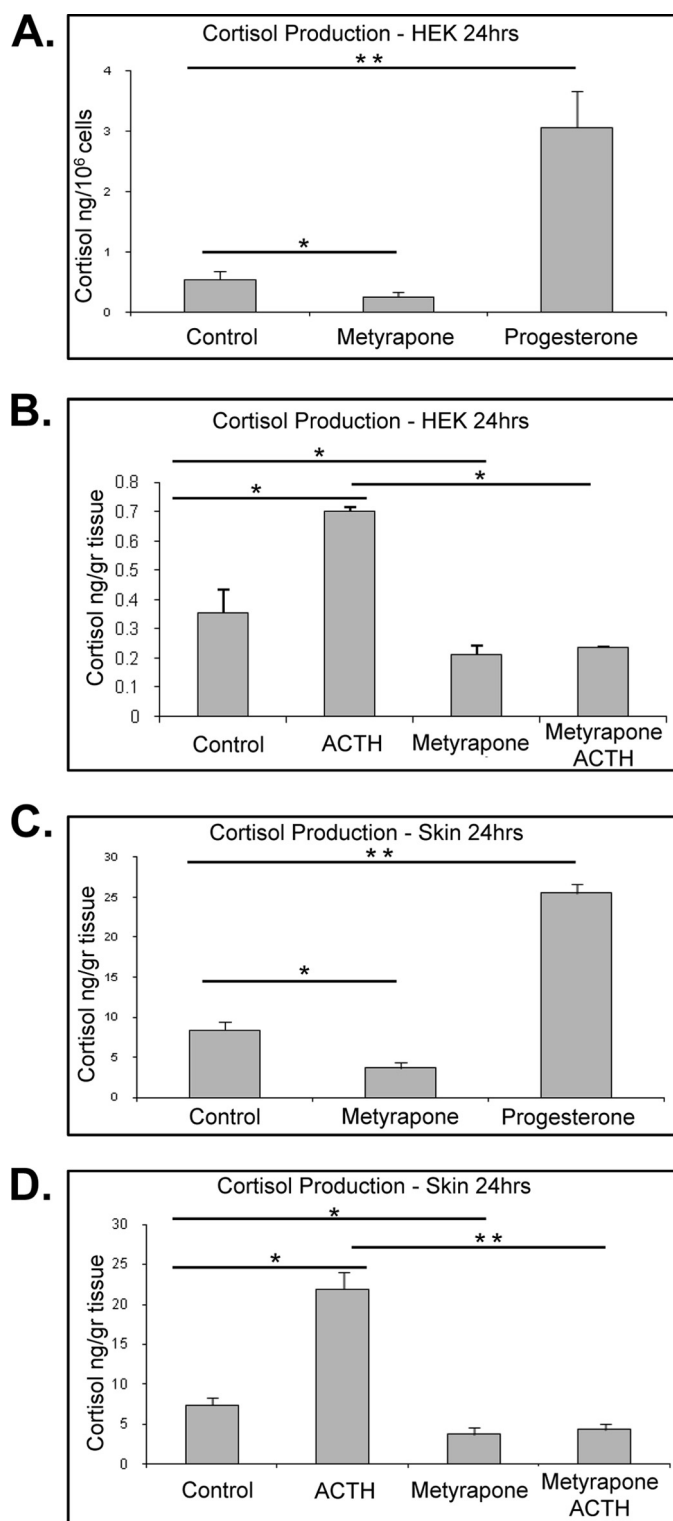 A.
Cortisol Production - HEK 24hrs
**
*
Cortisol ng/10⁶ cells
4
3
2
1
0
Control Metyrapone Progesterone
B.
Cortisol Production - HEK 24hrs
*
* *
Cortisol ng/gr tissue
0.8
0.7
0.6
0.5
0.4
0.3
0.2
0.1
0
Control ACTH Metyrapone Metyrapone
ACTH
C.
Cortisol Production - Skin 24hrs
**
*
Cortisol ng/gr tissue
30
25
20
15
10
5
0
Control Metyrapone Progesterone
D.
Cortisol Production - Skin 24hrs
*
* **
Cortisol ng/gr tissue
30
25
20
15
10
5
0
Control ACTH Metyrapone Metyrapone
ACTH